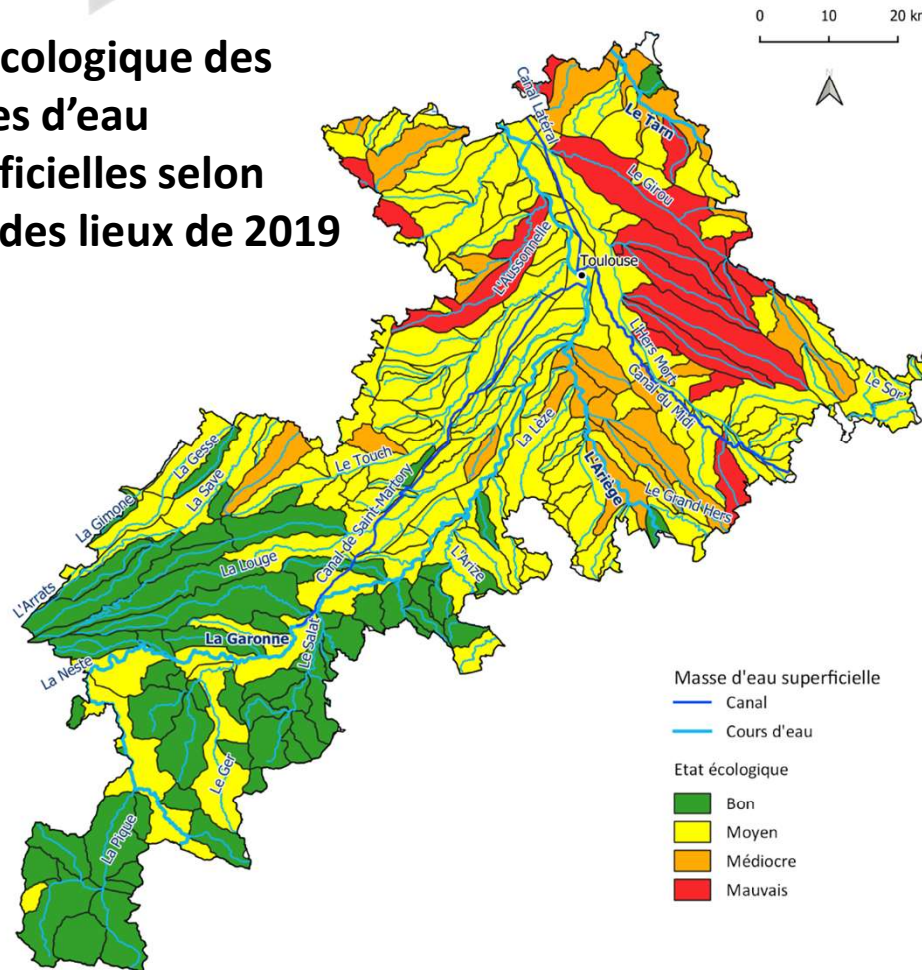 cologique des
es d'eau
ficielles selon
des lieux de 2019
0 10 20 km
N
Canal Latéral
Le Tarn
Le Girou
L'Aussonnelle
Toulouse
L'Hers Mort
Canal du Midi
Le Sor
La Lèze
L'Ariège
Le Grand Hers
Le Touch
La Gesse
La Save
La Gimone
Canal de Saint-Martory
L'Arize
La Louge
L'Arrats
La Garonne
Le Salat
La Neste
Le Ger
La Pique
Masse d'eau superficielle
Canal
Cours d'eau
Etat écologique
Bon
Moyen
Médiocre
Mauvais